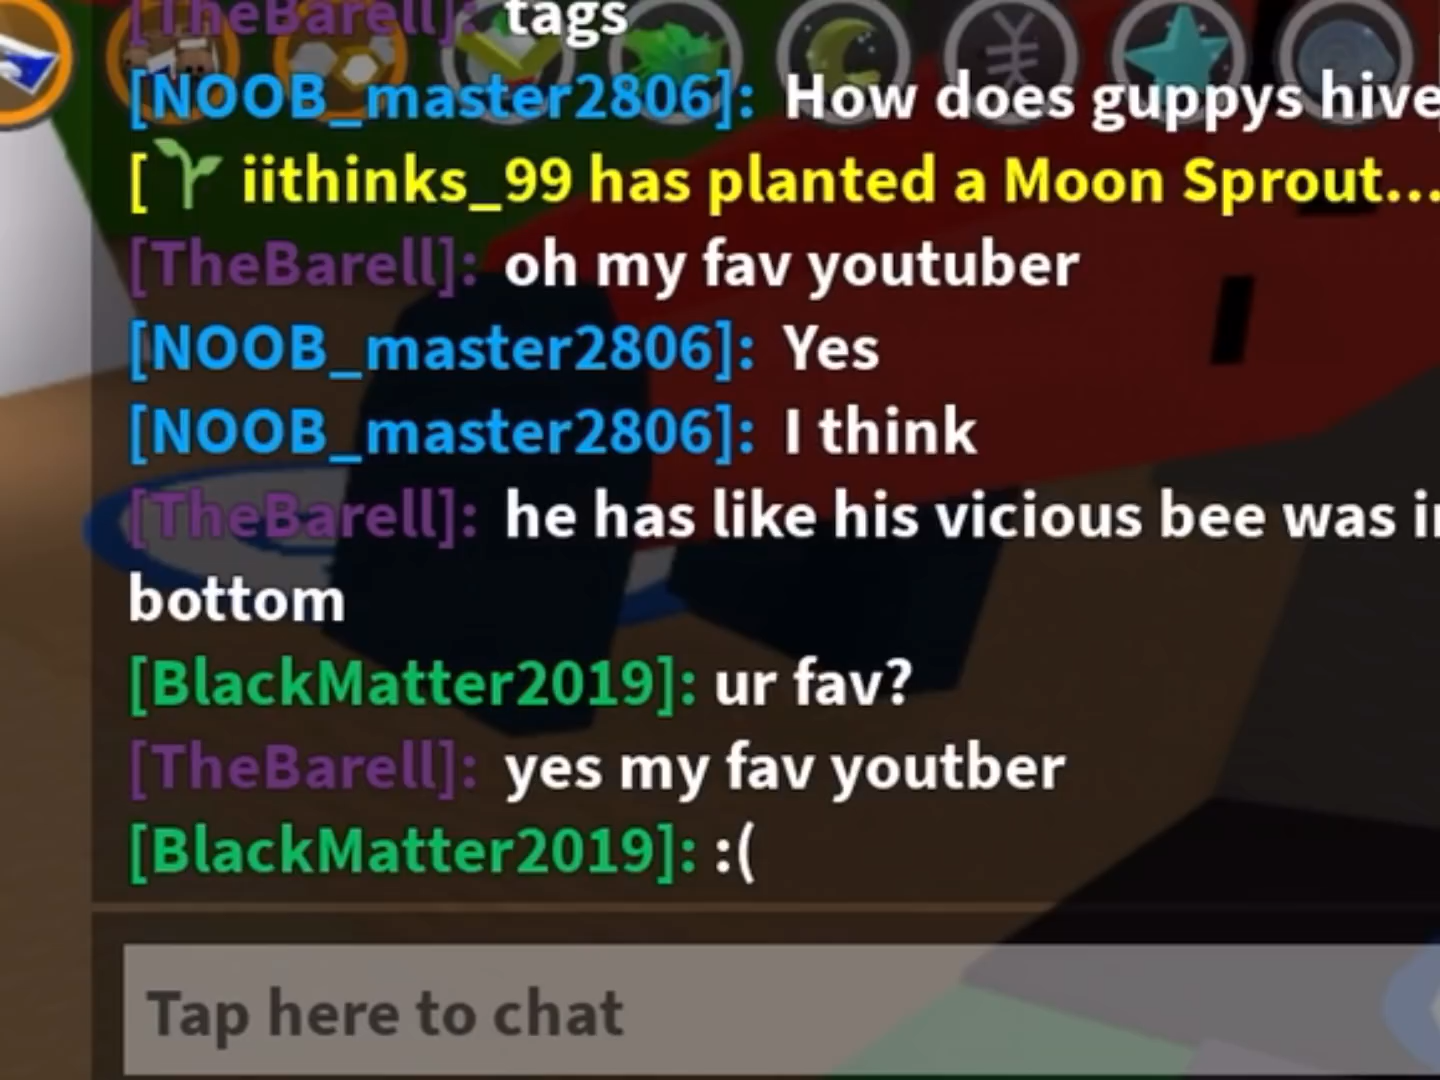 [TheBarell]: tags
[NOOB_master2806]: How does guppys hive
[🌱 iithinks_99 has planted a Moon Sprout...
[TheBarell]: oh my fav youtuber
[NOOB_master2806]: Yes
[NOOB_master2806]: I think
[TheBarell]: he has like his vicious bee was
bottom
[BlackMatter2019]: ur fav?
[TheBarell]: yes my fav youtber
[BlackMatter2019]: :(
Tap here to chat